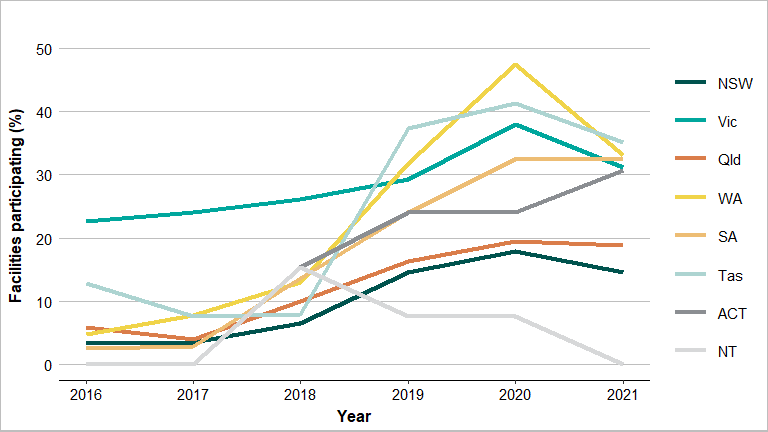 Facilities participating (%)
50
40
30
20
10
0
2016 2017 2018 2019 2020 2021
Year
NSW
Vic
Qld
WA
SA
Tas
ACT
NT